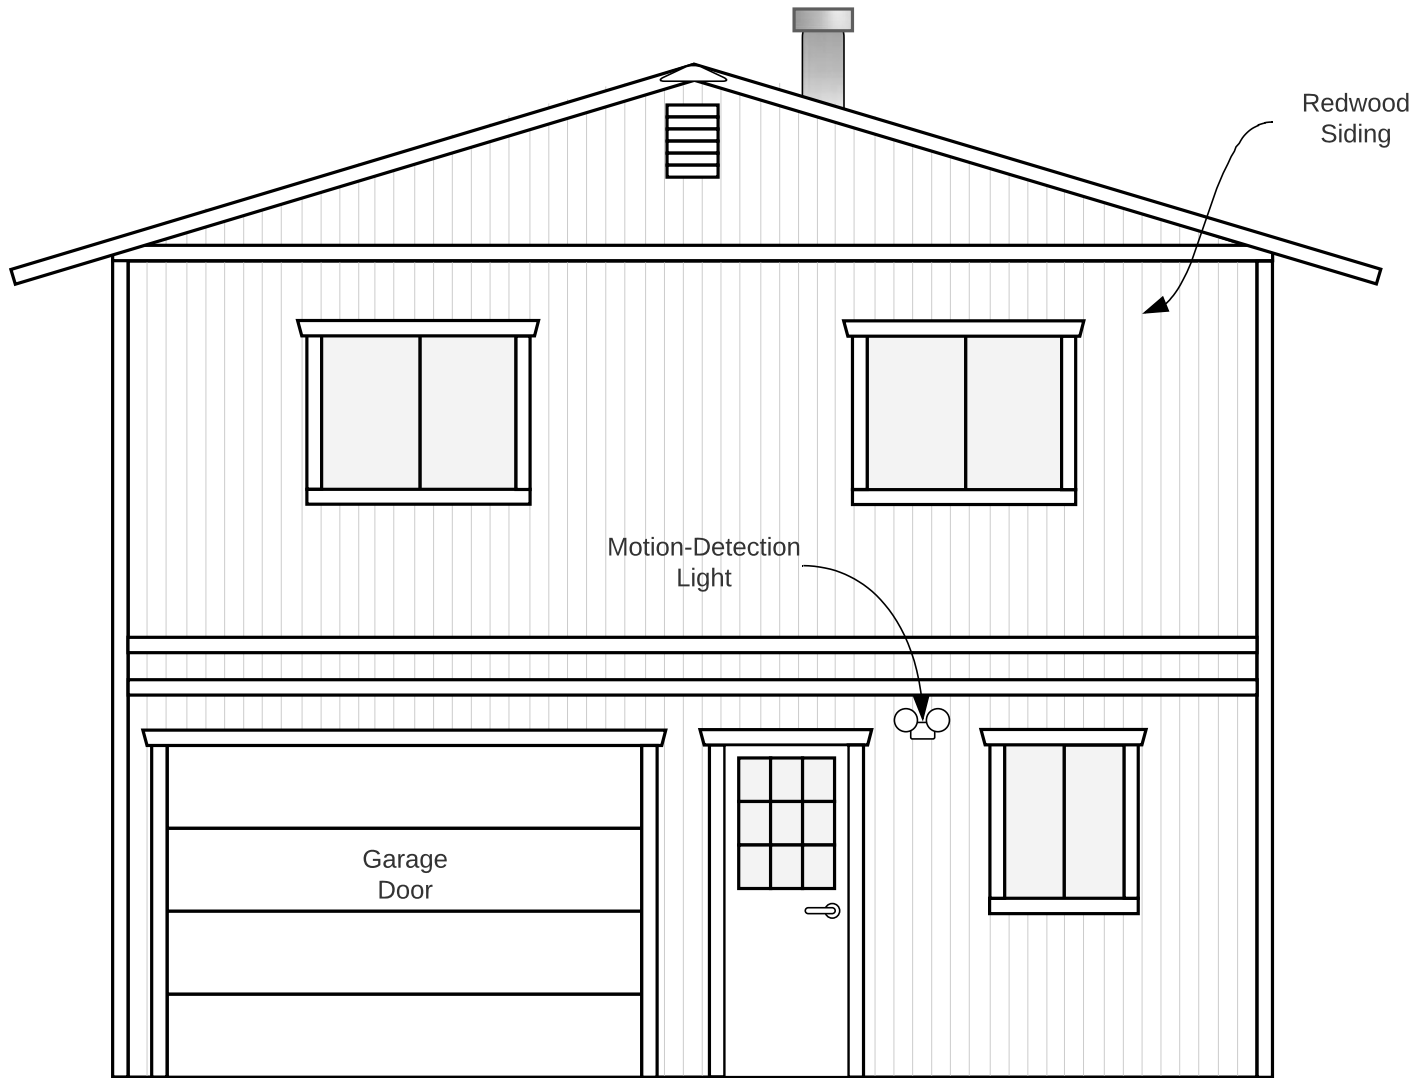 Redwood
Siding
Motion-Detection
Light
Garage
Door